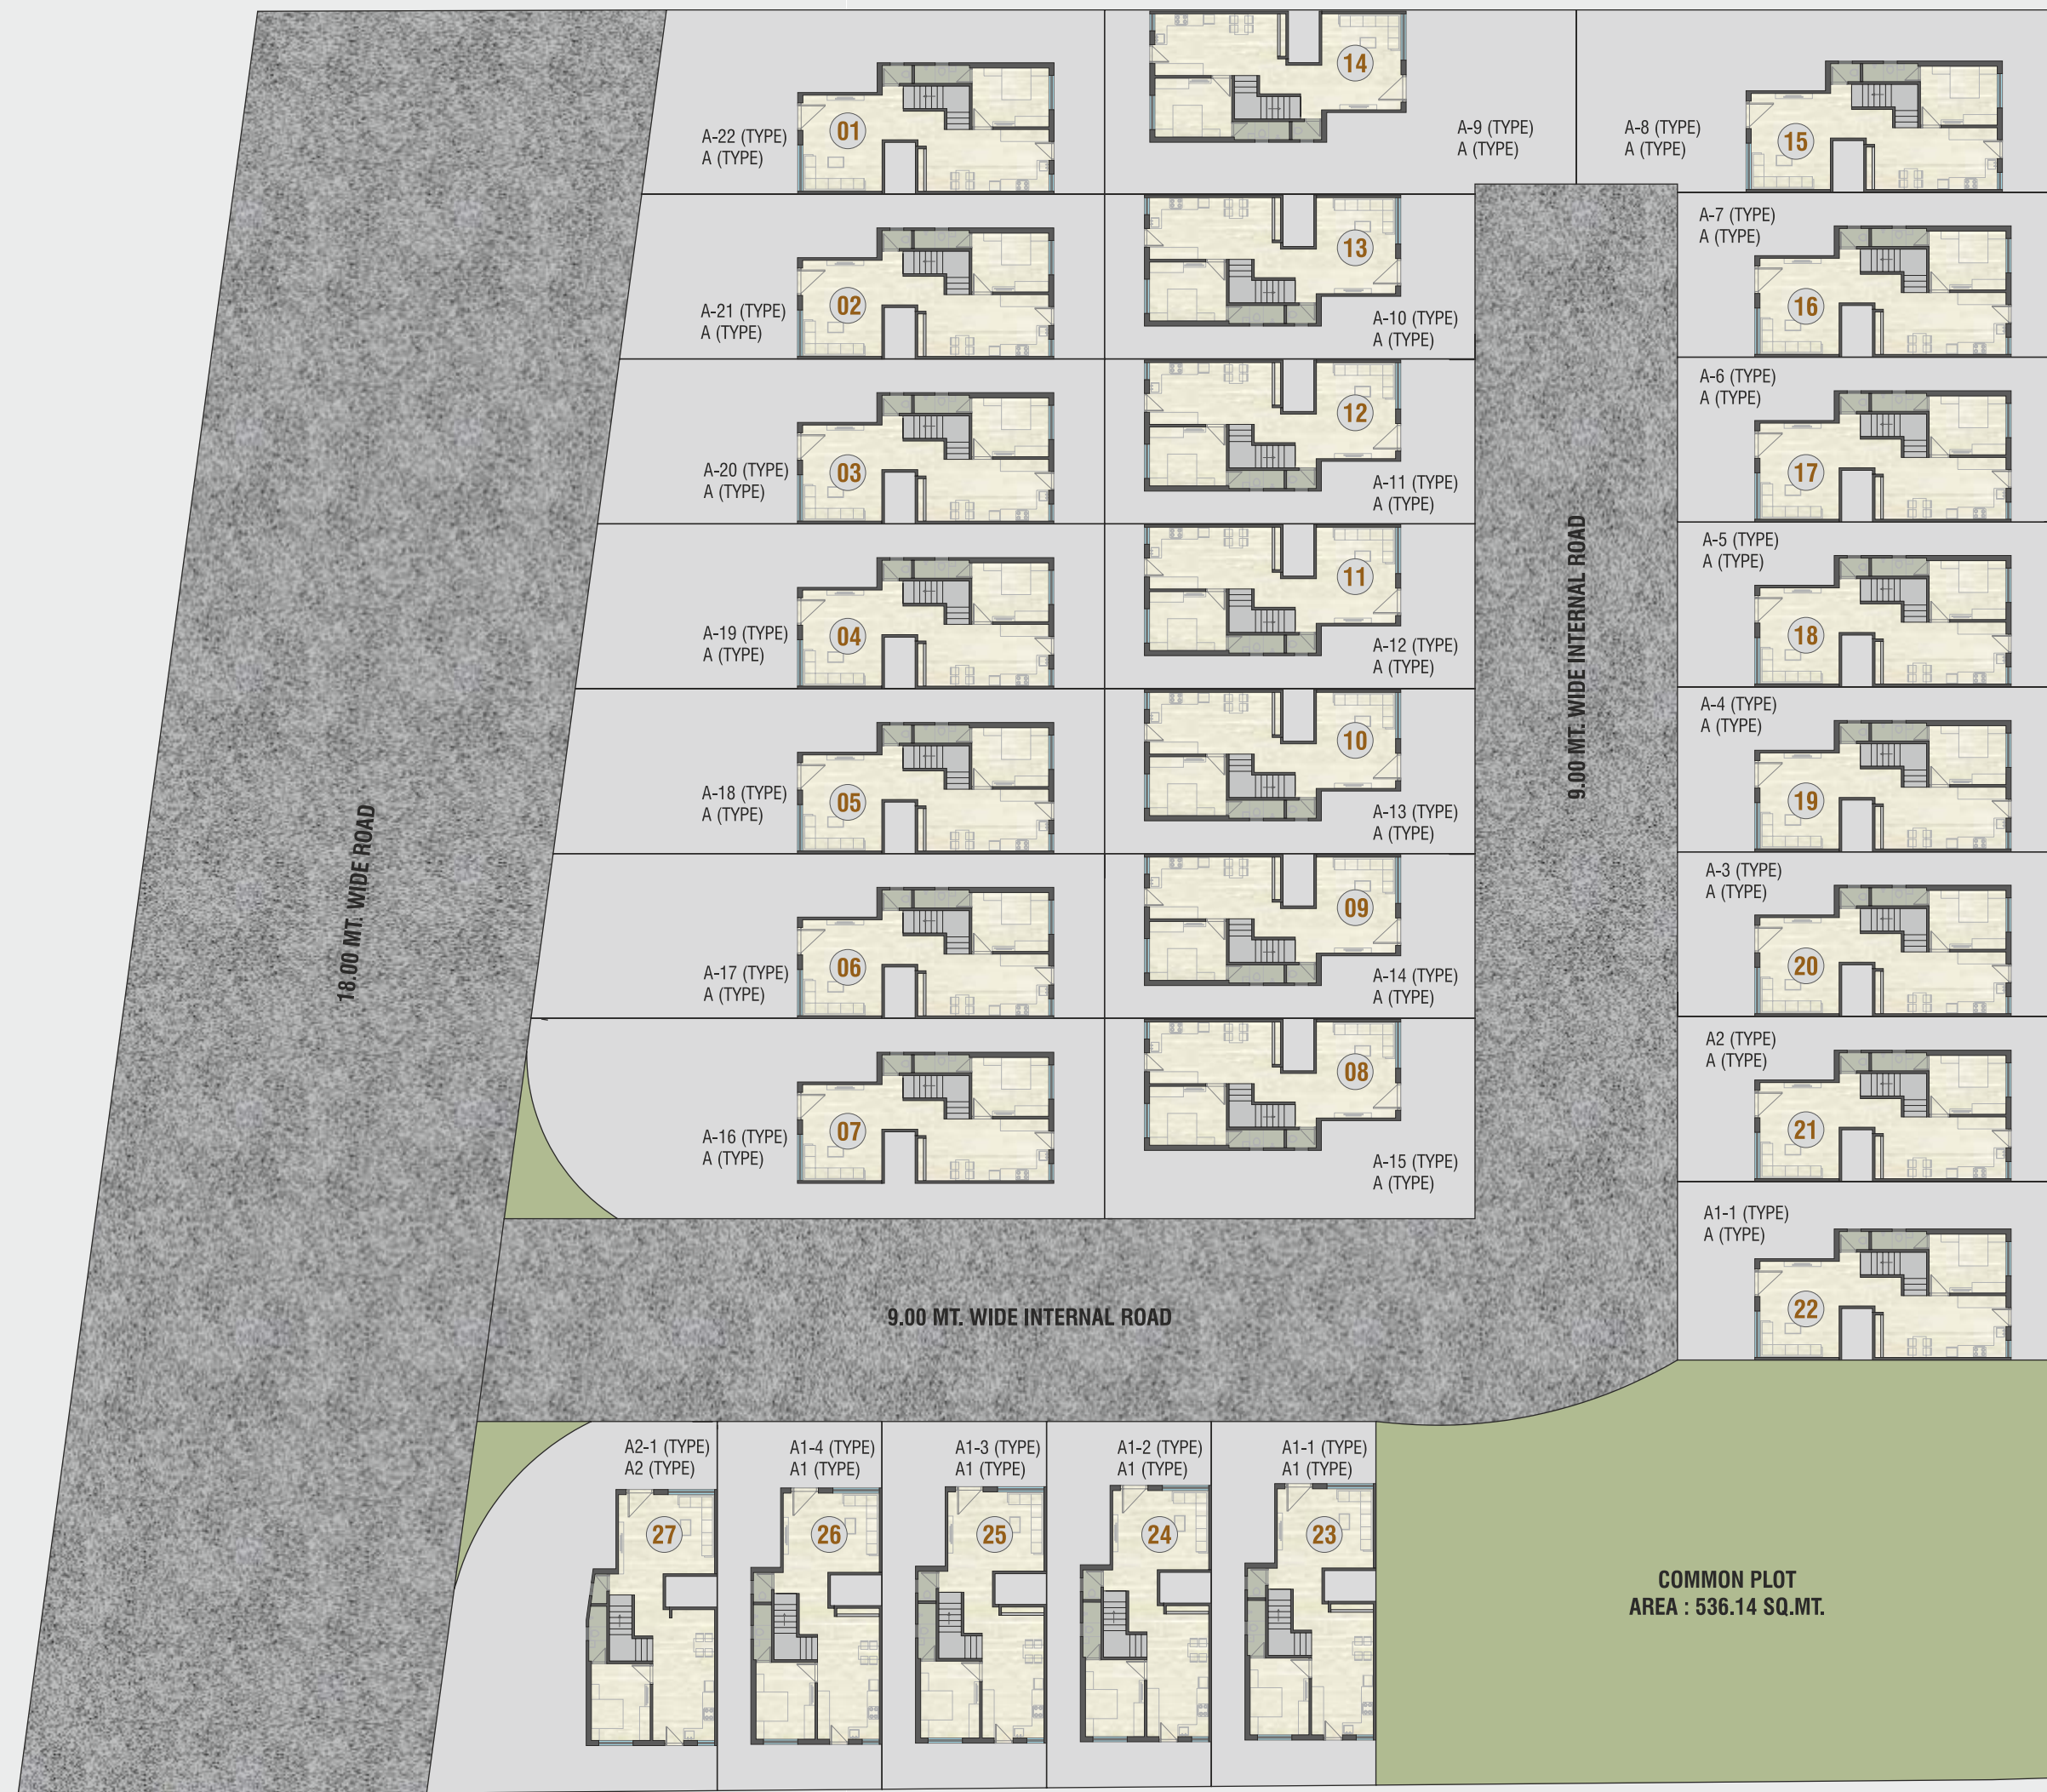 A-22 (TYPE)
A (TYPE)
01
14
A-9 (TYPE)
A (TYPE)
A-8 (TYPE)
A (TYPE)
15
A-21 (TYPE)
A (TYPE)
02
13
A-10 (TYPE)
A (TYPE)
A-7 (TYPE)
A (TYPE)
16
A-20 (TYPE)
A (TYPE)
03
12
A-11 (TYPE)
A (TYPE)
A-6 (TYPE)
A (TYPE)
17
A-19 (TYPE)
A (TYPE)
04
11
A-12 (TYPE)
A (TYPE)
9.00 MT. WIDE INTERNAL ROAD
A-5 (TYPE)
A (TYPE)
18
18.00 MT. WIDE ROAD
A-18 (TYPE)
A (TYPE)
05
10
A-13 (TYPE)
A (TYPE)
A-4 (TYPE)
A (TYPE)
19
A-17 (TYPE)
A (TYPE)
06
09
A-14 (TYPE)
A (TYPE)
A-3 (TYPE)
A (TYPE)
20
A-16 (TYPE)
A (TYPE)
07
08
A-15 (TYPE)
A (TYPE)
A2 (TYPE)
A (TYPE)
21
A1-1 (TYPE)
A (TYPE)
22
9.00 MT. WIDE INTERNAL ROAD
A2-1 (TYPE)
A2 (TYPE)
27
A1-4 (TYPE)
A1 (TYPE)
26
A1-3 (TYPE)
A1 (TYPE)
25
A1-2 (TYPE)
A1 (TYPE)
24
A1-1 (TYPE)
A1 (TYPE)
23
COMMON PLOT
AREA : 536.14 SQ.MT.